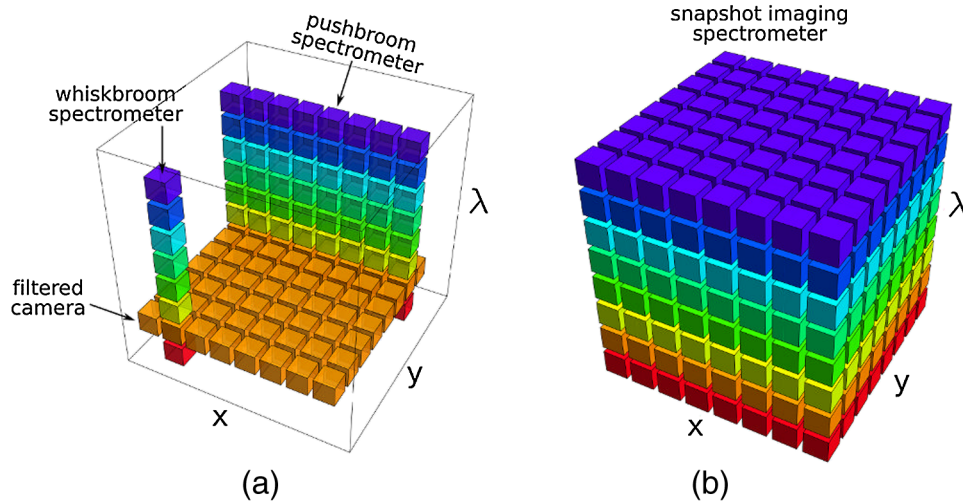 pushbroom
spectrometer
whiskbroom
spectrometer
λ
filtered
camera
y
x
(a)
snapshot imaging
spectrometer
λ
y
x
(b)